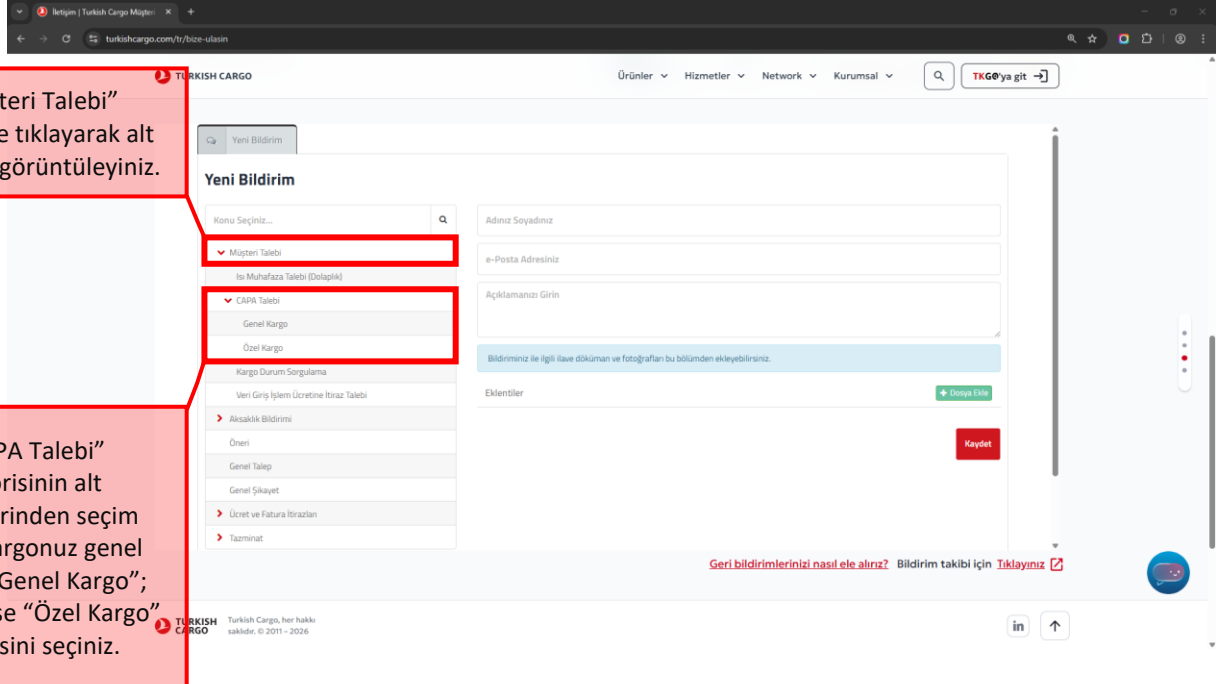 İletişim | Turkish Cargo Müşteri
turkishcargo.com/tr/bize-ulasin
TURKISH CARGO
Ürünler
Hizmetler
Network
Kurumsal
TKGO'ya git
teri Talebi”
e tıklayarak alt
görüntüleyiniz.
Yeni Bildirim
Yeni Bildirim
Konu Seçiniz...
Müşteri Talebi
Isı Muhafaza Talebi (Dolaplık)
CAPA Talebi
Genel Kargo
Özel Kargo
Kargo Durum Sorgulama
Veri Giriş İşlem Ücretine İtiraz Talebi
Aksaklık Bildirimi
Öneri
Genel Talep
Genel Şikayet
Ücret ve Fatura İtirazları
Tazminat
Adınız Soyadınız
e-Posta Adresiniz
Açıklamanızı Girin
Bildiriminiz ile ilgili ilave döküman ve fotoğrafları bu bölümden ekleyebilirsiniz.
Eklentiler
Dosya Ekle
Kaydet
PA Talebi”
risinin alt
rinden seçim
argonuz genel
Genel Kargo”;
se “Özel Kargo”
sini seçiniz.
Geri bildirimlerinizi nasıl ele alırız? Bildirim takibi için Tıklayınız
TURKISH
CARGO
Turkish Cargo, her hakkı
saklıdır. © 2011 – 2026
in